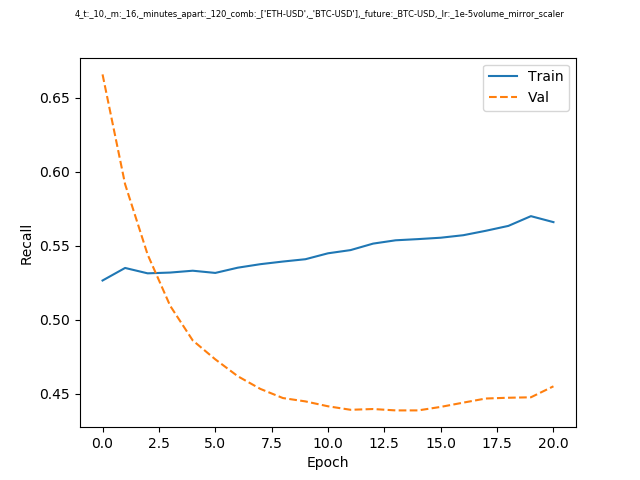 4_t:_10,_m:_16,_minutes_apart:_120_comb:_['ETH-USD',_'BTC-USD'],_future:_BTC-USD,_lr:_1e-5volume_mirror_scaler
Train
Val
0.65
0.60
0.55
0.50
0.45
Recall
0.0 2.5 5.0 7.5 10.0 12.5 15.0 17.5 20.0
Epoch